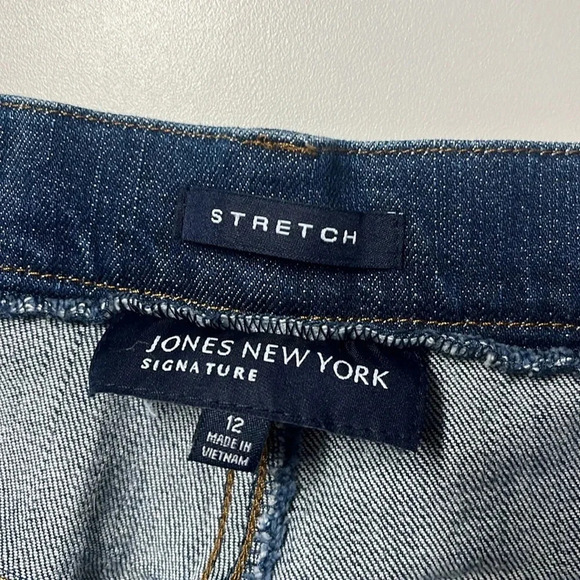 STRETCH
JONES NEW YORK
SIGNATURE
12
MADE IN
VIETNAM